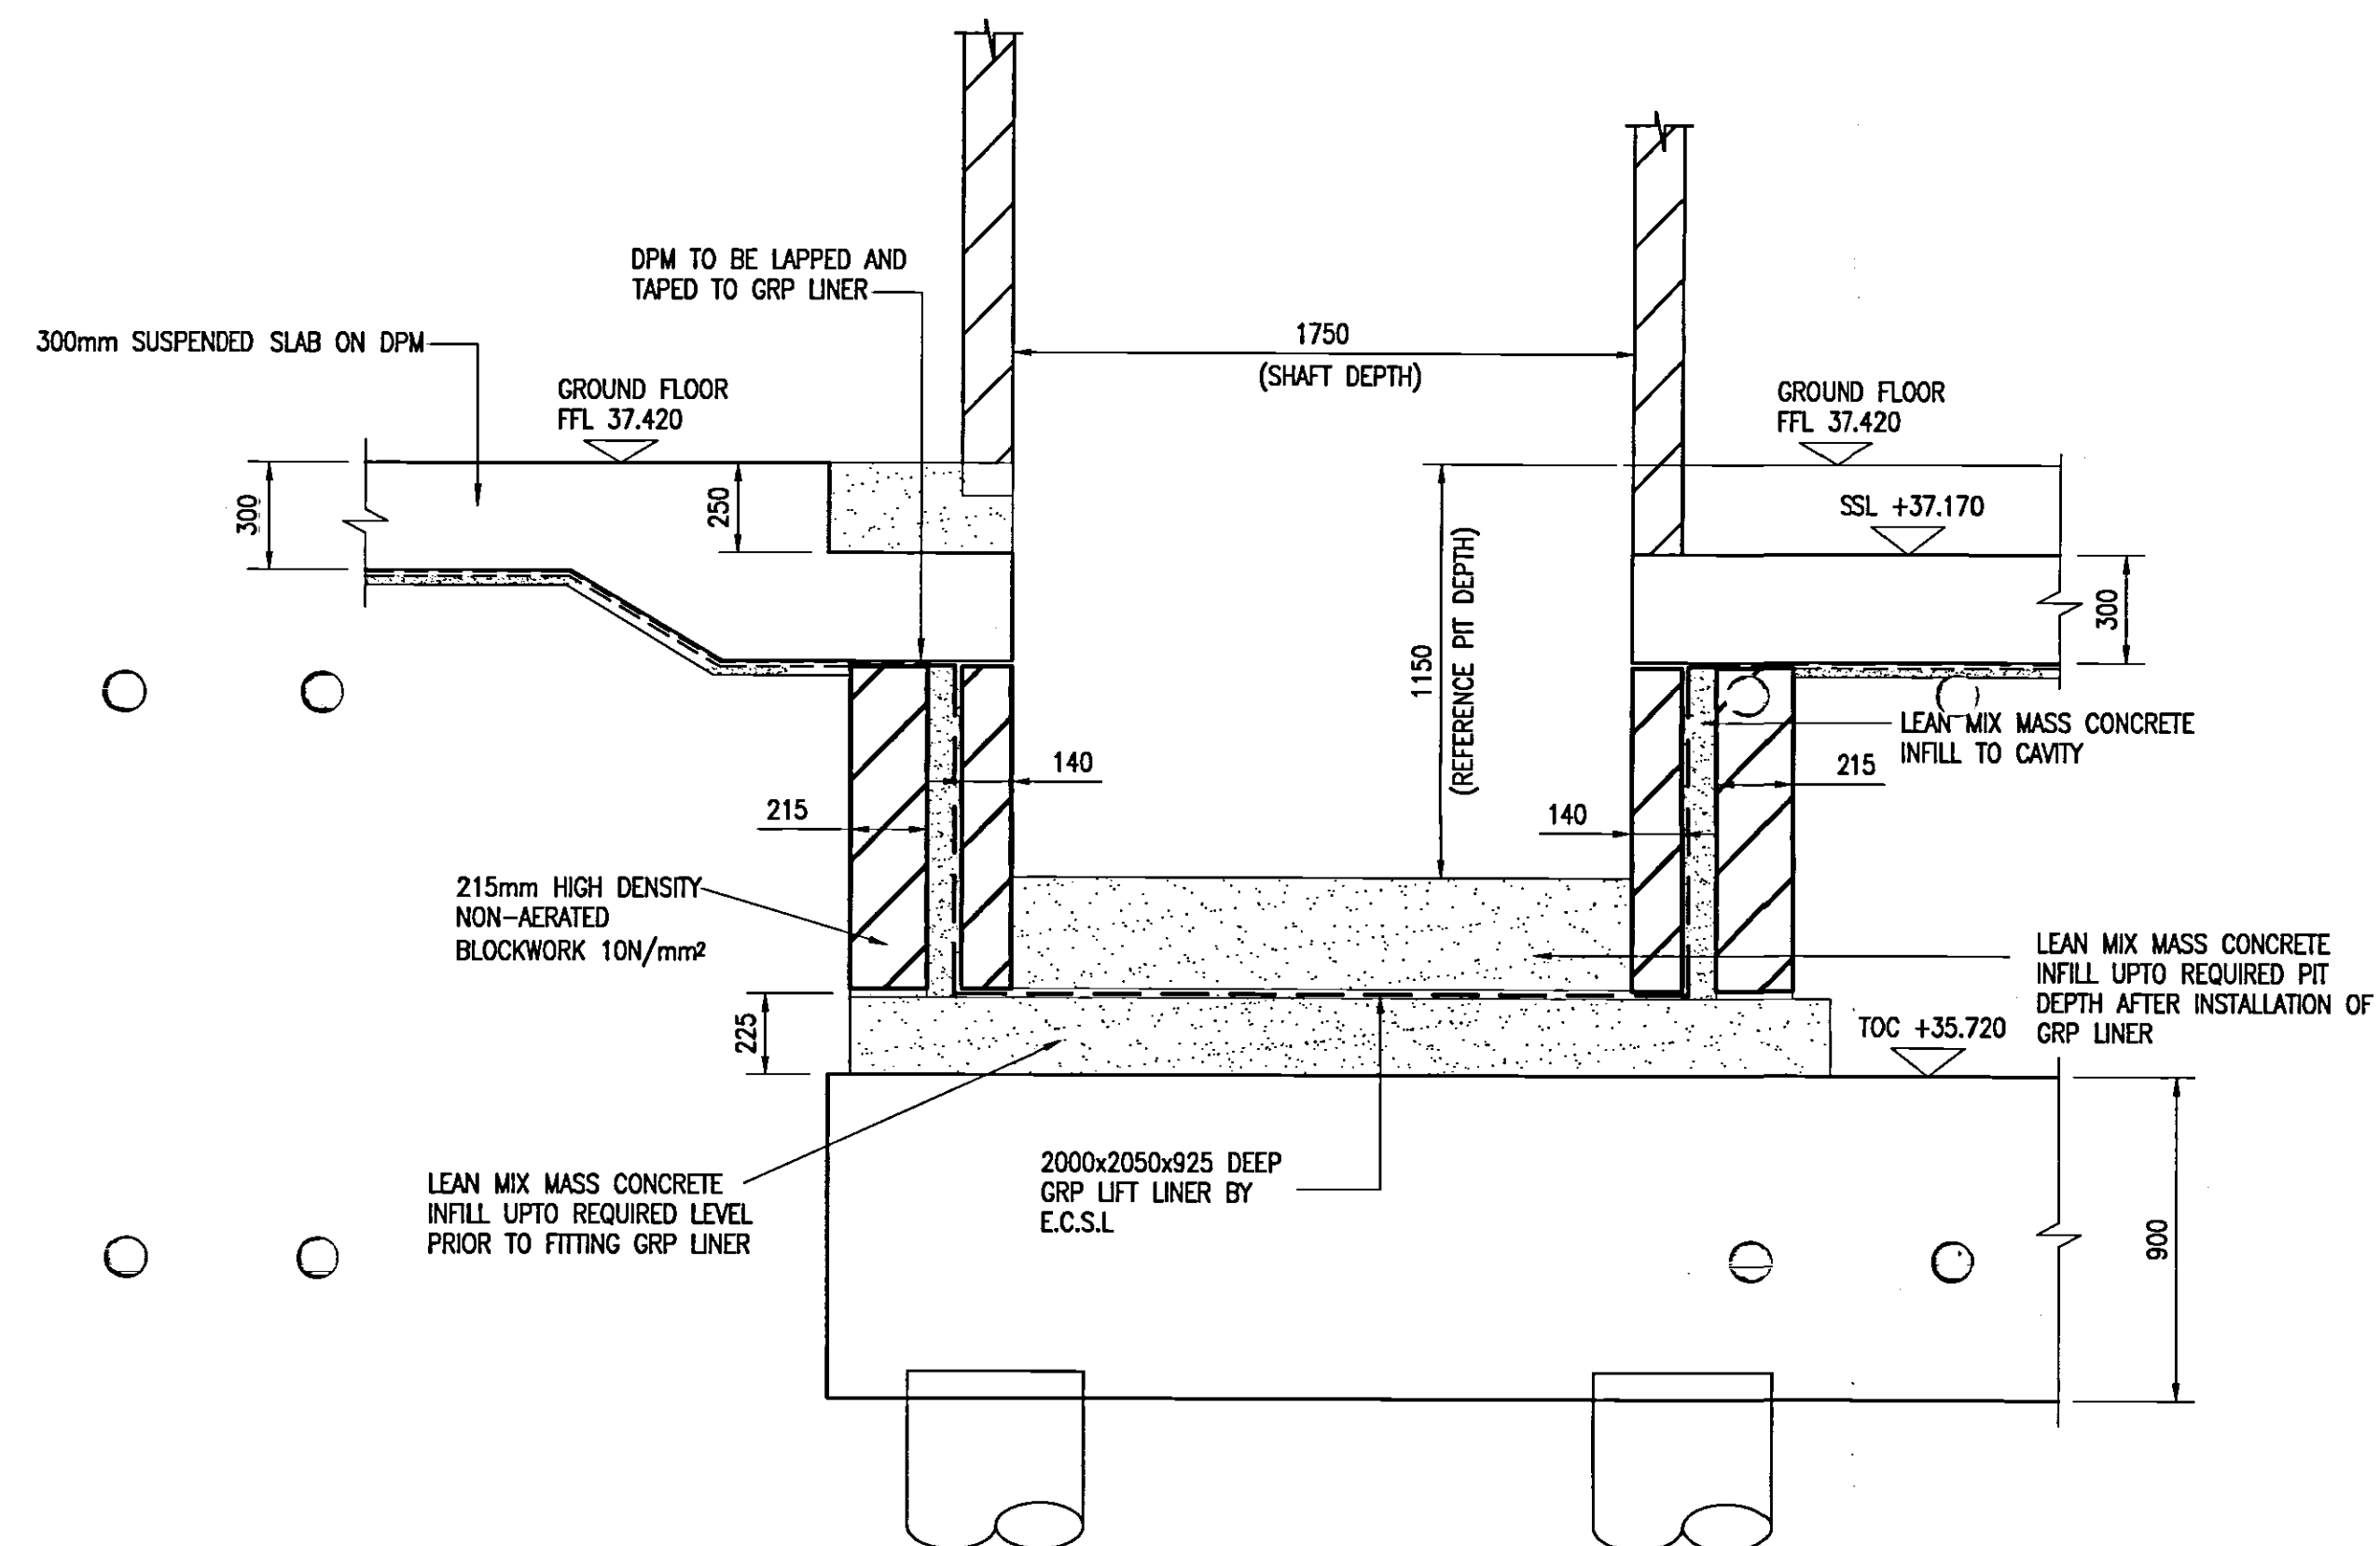 DPM TO BE LAPPED AND
TAPED TO GRP LINER
300mm SUSPENDED SLAB ON DPM
1750
(SHAFT DEPTH)
GROUND FLOOR
FFL 37.420
GROUND FLOOR
FFL 37.420
300
250
SSL +37.170
300
1150
(REFERENCE PIT DEPTH)
LEAN MIX MASS CONCRETE
INFILL TO CAVITY
140
215
215
140
215mm HIGH DENSITY
NON-AERATED
BLOCKWORK 10N/mm²
LEAN MIX MASS CONCRETE
INFILL UPTO REQUIRED PIT
DEPTH AFTER INSTALLATION OF
GRP LINER
225
TOC +35.720
2000x2050x925 DEEP
GRP LIFT LINER BY
E.C.S.L
LEAN MIX MASS CONCRETE
INFILL UPTO REQUIRED LEVEL
PRIOR TO FITTING GRP LINER
900